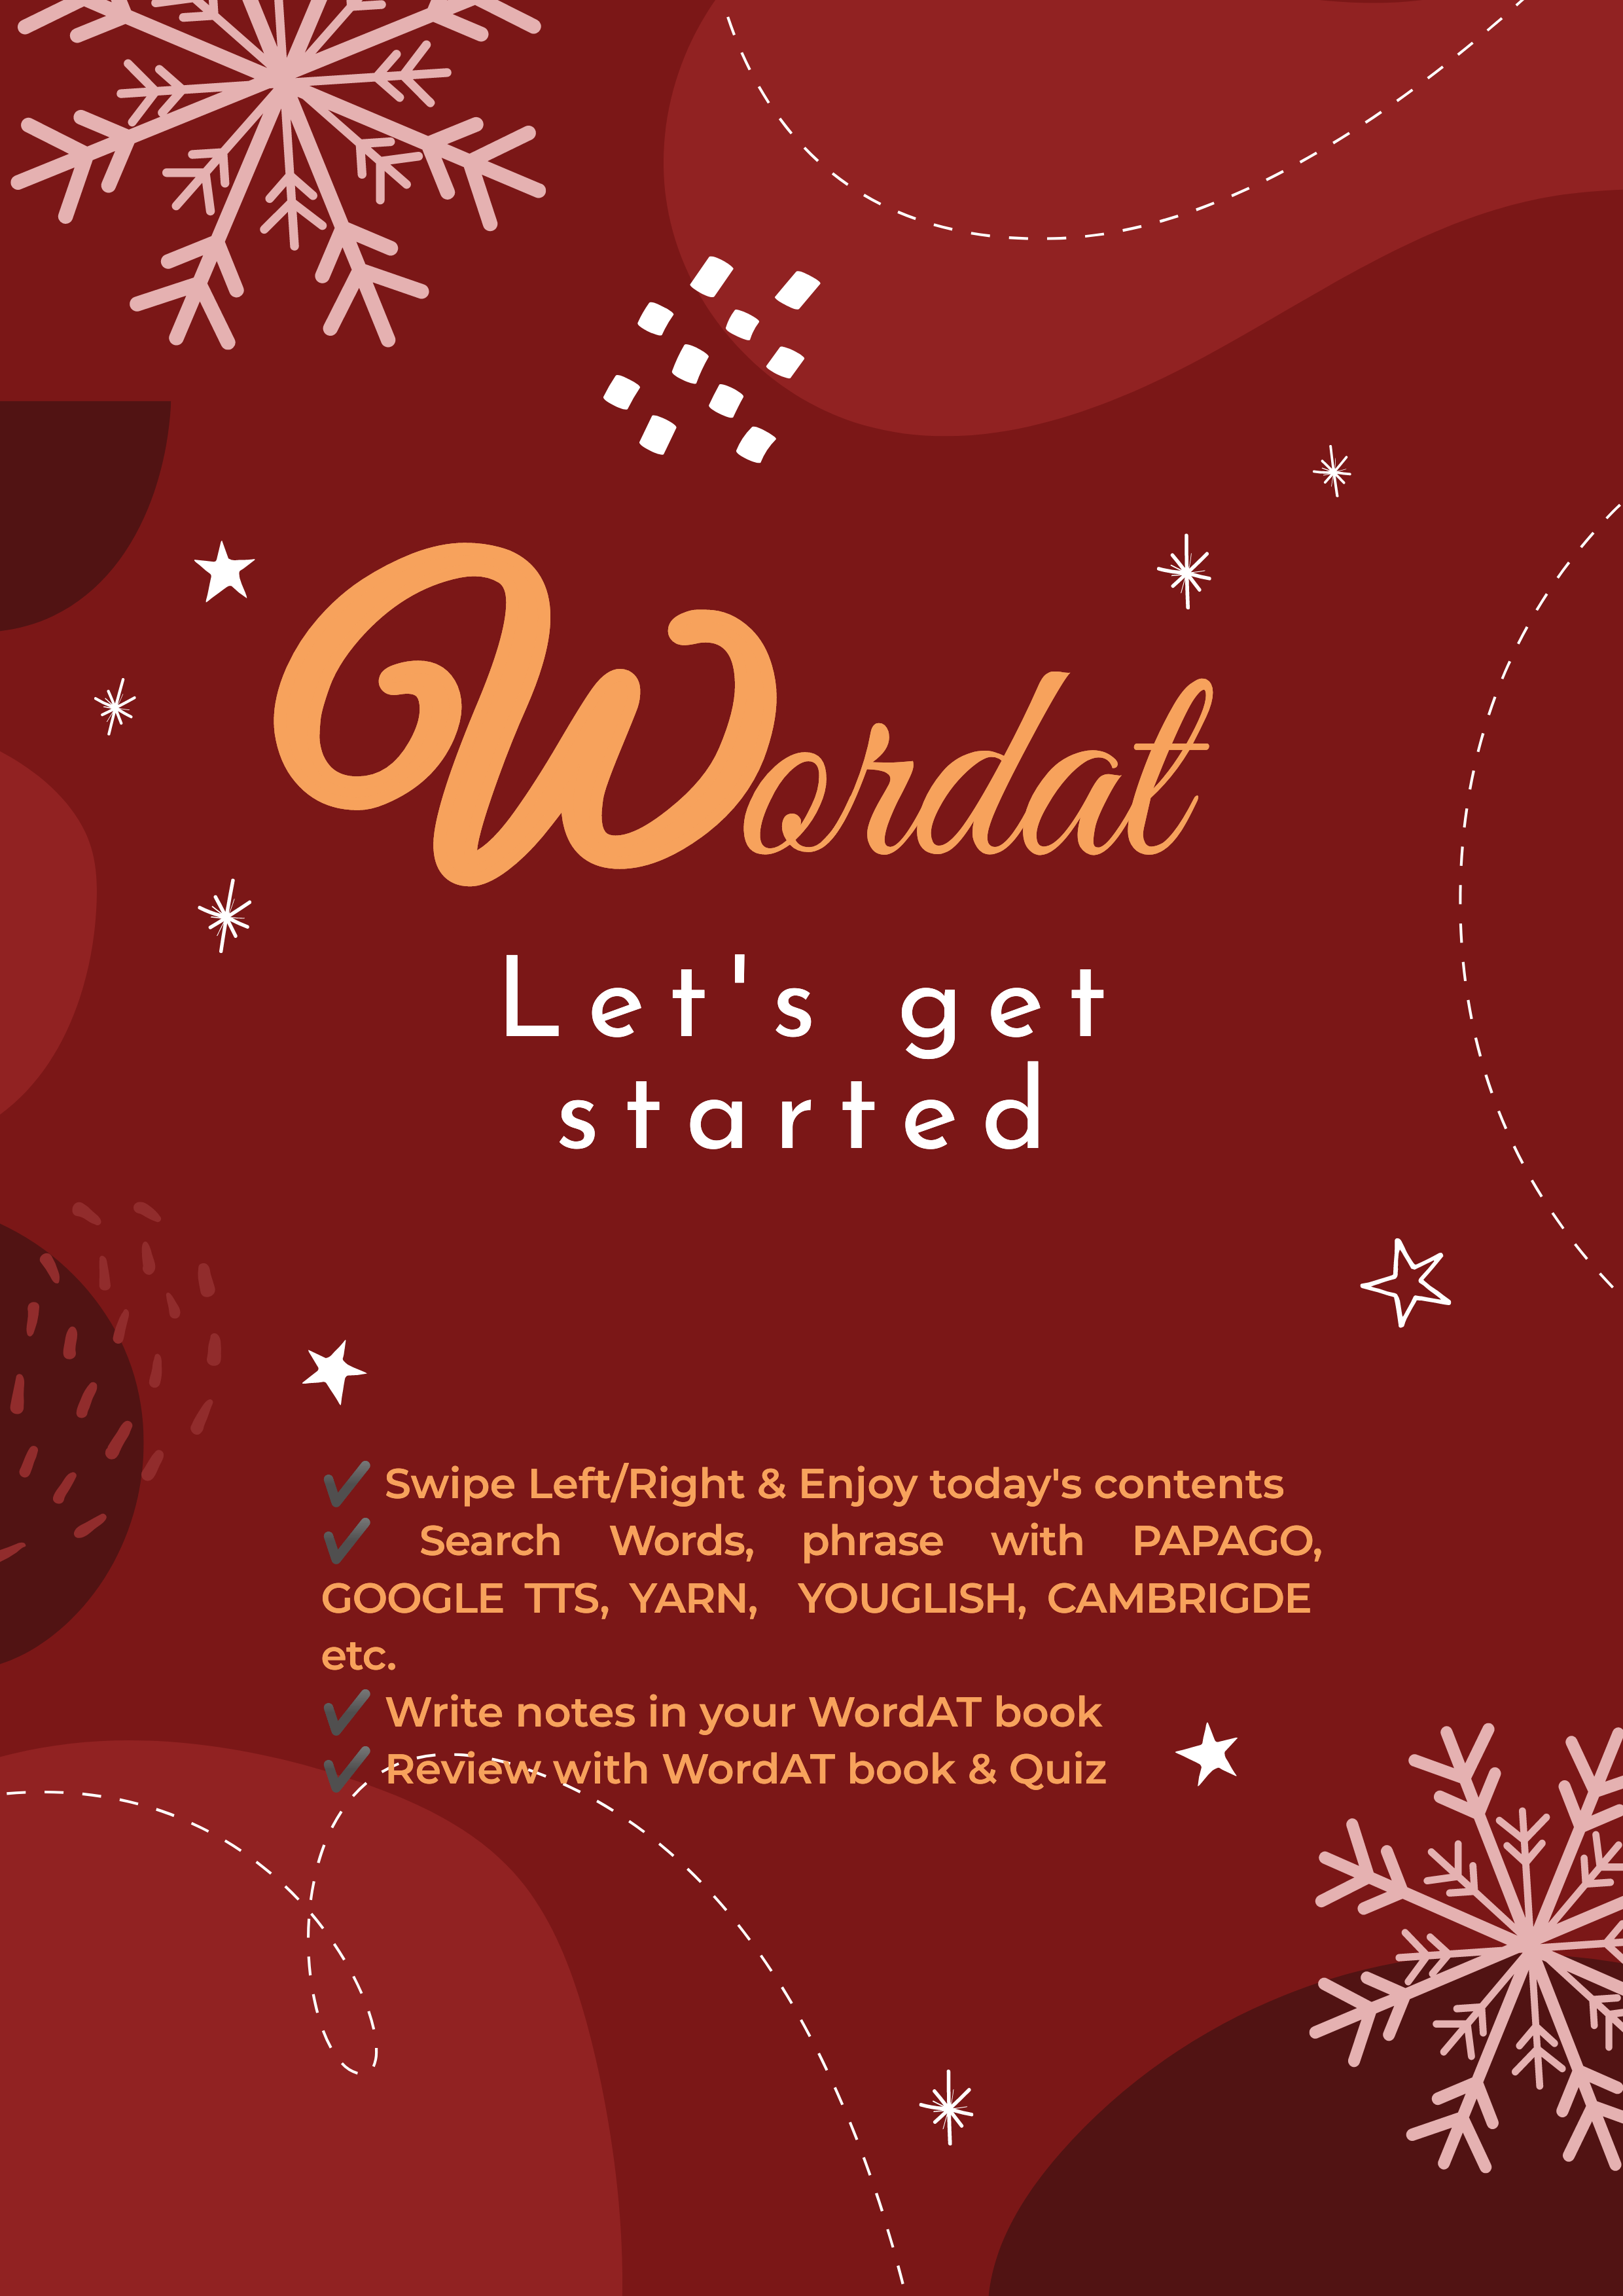 Wordat
Let's get
started
✔ Swipe Left/Right & Enjoy today's contents
✔ Search Words, phrase with PAPAGO,
GOOGLE TTS, YARN, YOUGLISH, CAMBRIGDE
etc.
✔ Write notes in your WordAT book
✔ Review with WordAT book & Quiz